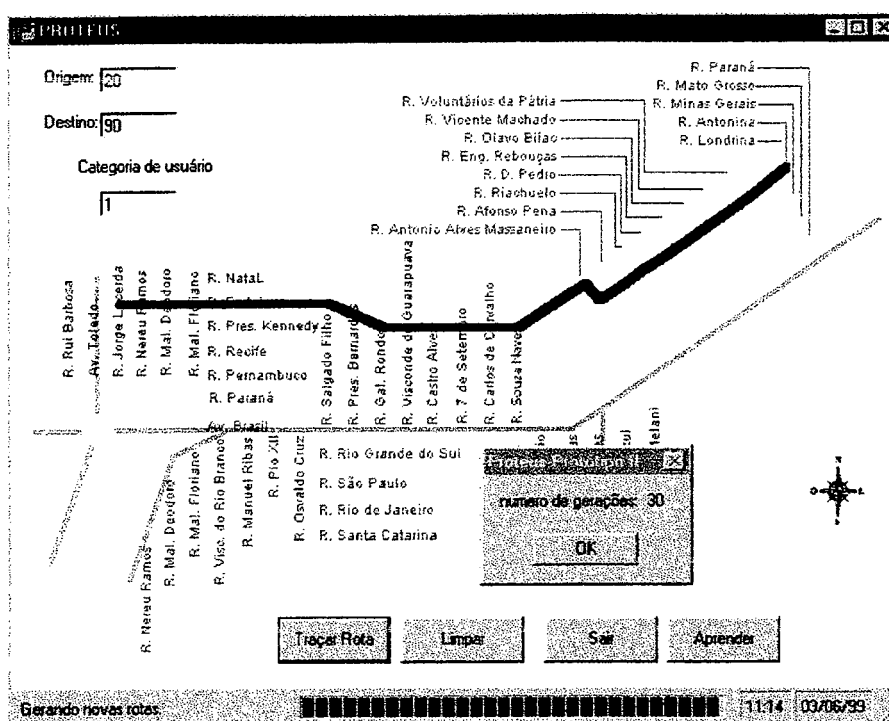 PROTEUS
Origem: 20
Destino: 90
Categoria de usuário
1
R. Paraná
R. Mato Grosso
R. Minas Gerais
R. Antonina
R. Londrina
R. Voluntários da Pátria
R. Vicente Machado
R. Olavo Bilac
R. Eng. Rebouças
R. D. Pedro
R. Riachuelo
R. Afonso Pena
R. Antonio Alves Massaneiro
R. Rui Barbosa
Av. Toledo
R. Jorge Lacerda
R. Nereu Ramos
R. Mal. Deodoro
R. Mal. Floriano
R. Natal
R. Pres. Kennedy
R. Recife
R. Pernambuco
R. Paraná
Av. Brasil
R. Salgado Filho
R. Pres. Bernardes
R. Gal. Rondon
R. Visconde de Guarapuava
R. Castro Alves
R. 7 de Setembro
R. Carlos de Carvalho
R. Souza Naves
R. Nereu Ramos
R. Mal. Deodoro
R. Mal. Floriano
R. Visc. do Rio Branco
R. Manuel Ribas
R. Pio XII
R. Osvaldo Cruz
R. Rio Grande do Sul
R. São Paulo
R. Rio de Janeiro
R. Santa Catarina
numero de gerações: 30
OK
Traçar Rota
Limpar
Sair
Aprender
Gerando novas rotas
11:14
03/06/99